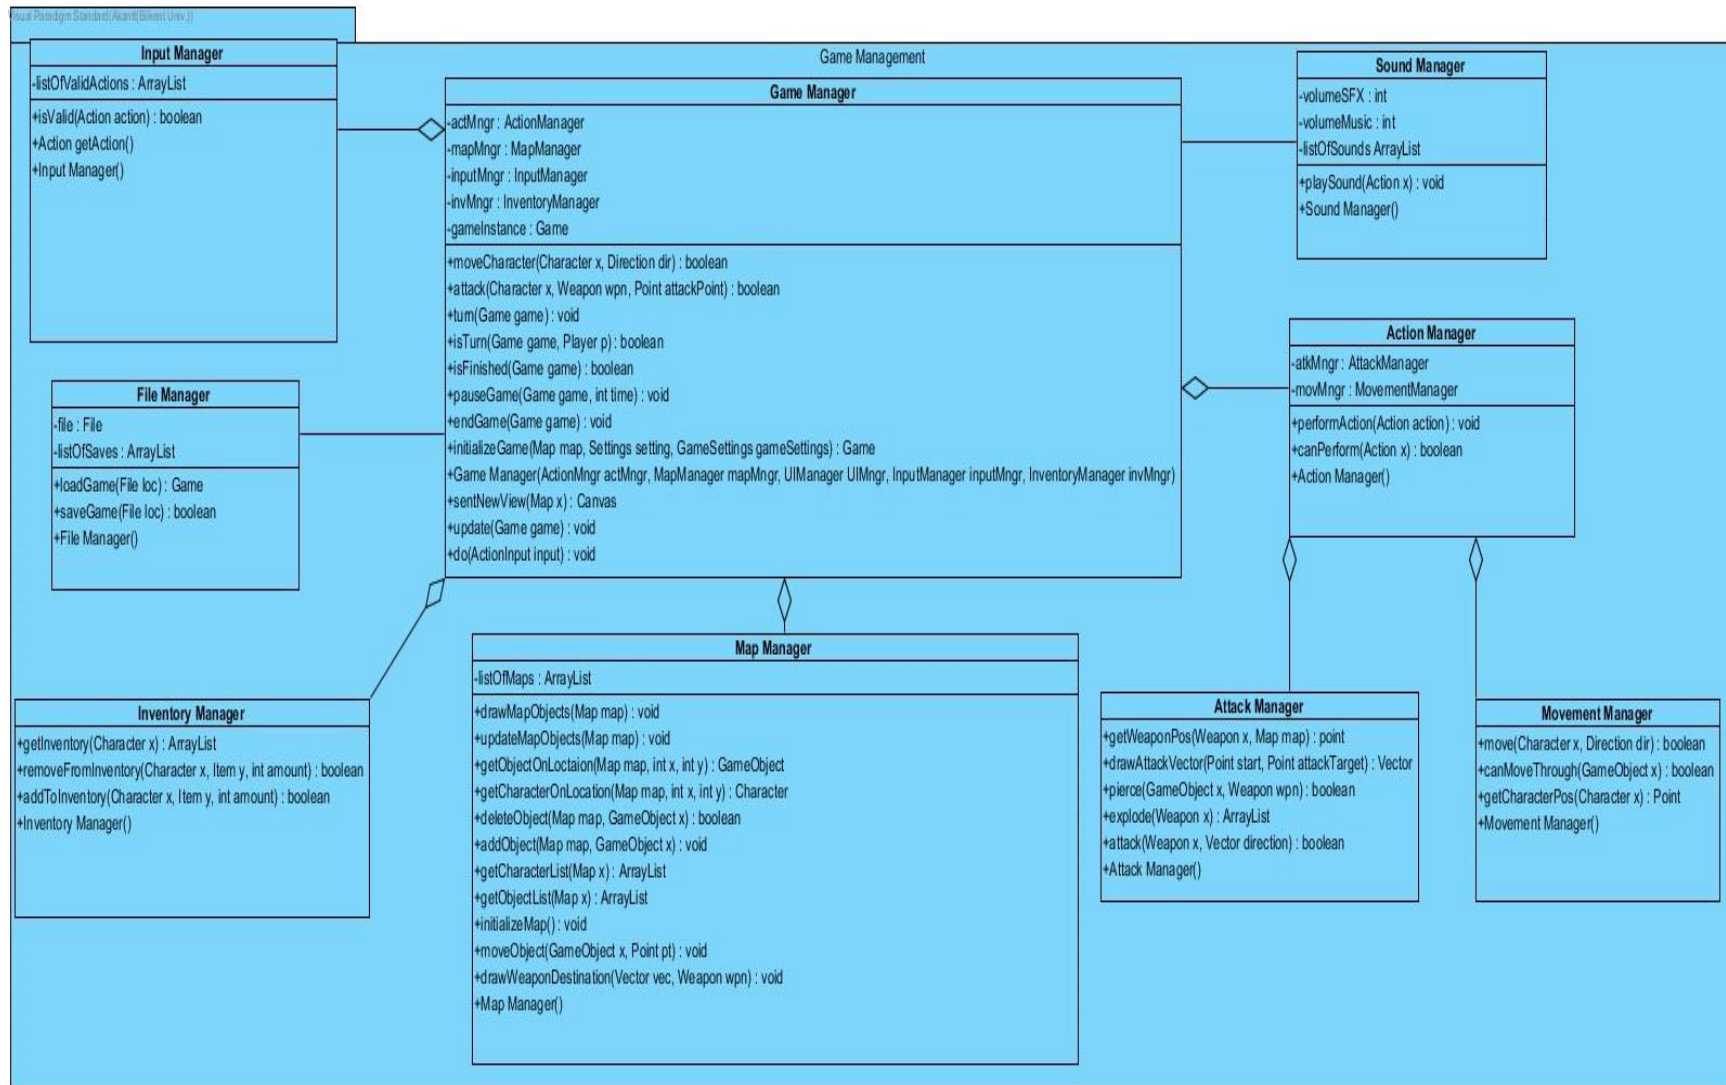 Visual Paradigm Standard(Akant(Bilkent Univ.))
Game Management
Input Manager
-listOfValidActions : ArrayList
+isValid(Action action) : boolean
+Action getAction()
+Input Manager()
Game Manager
-actMngr : ActionManager
-mapMngr : MapManager
-inputMngr : InputManager
-invMngr : InventoryManager
-gameInstance : Game
+moveCharacter(Character x, Direction dir) : boolean
+attack(Character x, Weapon wpn, Point attackPoint) : boolean
+turn(Game game) : void
+isTurn(Game game, Player p) : boolean
+isFinished(Game game) : boolean
+pauseGame(Game game, int time) : void
+endGame(Game game) : void
+initializeGame(Map map, Settings setting, GameSettings gameSettings) : Game
+Game Manager(ActionMngr actMngr, MapManager mapMngr, UIManager UIMngr, InputManager inputMngr, InventoryManager invMngr)
+sentNewView(Map x) : Canvas
+update(Game game) : void
+do(ActionInput input) : void
Sound Manager
-volumeSFX : int
-volumeMusic : int
-listOfSounds ArrayList
+playSound(Action x) : void
+Sound Manager()
File Manager
-file : File
-listOfSaves : ArrayList
+loadGame(File loc) : Game
+saveGame(File loc) : boolean
+File Manager()
Action Manager
-atkMngr : AttackManager
-movMngr : MovementManager
+performAction(Action action) : void
+canPerform(Action x) : boolean
+Action Manager()
Inventory Manager
+getInventory(Character x) : ArrayList
+removeFromInventory(Character x, Item y, int amount) : boolean
+addToInventory(Character x, Item y, int amount) : boolean
+Inventory Manager()
Map Manager
-listOfMaps : ArrayList
+drawMapObjects(Map map) : void
+updateMapObjects(Map map) : void
+getObjectOnLoctaion(Map map, int x, int y) : GameObject
+getCharacterOnLocation(Map map, int x, int y) : Character
+deleteObject(Map map, GameObject x) : boolean
+addObject(Map map, GameObject x) : void
+getCharacterList(Map x) : ArrayList
+getObjectList(Map x) : ArrayList
+initializeMap() : void
+moveObject(GameObject x, Point pt) : void
+drawWeaponDestination(Vector vec, Weapon wpn) : void
+Map Manager()
Attack Manager
+getWeaponPos(Weapon x, Map map) : point
+drawAttackVector(Point start, Point attackTarget) : Vector
+pierce(GameObject x, Weapon wpn) : boolean
+explode(Weapon x) : ArrayList
+attack(Weapon x, Vector direction) : boolean
+Attack Manager()
Movement Manager
+move(Character x, Direction dir) : boolean
+canMoveThrough(GameObject x) : boolean
+getCharacterPos(Character x) : Point
+Movement Manager()